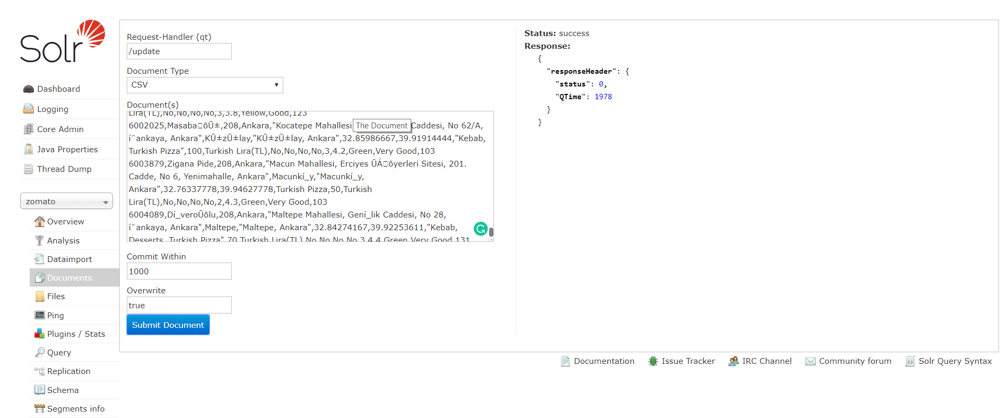 Solr
Dashboard
Logging
Core Admin
Java Properties
Thread Dump
zomato
Overview
Analysis
Dataimport
Documents
Files
Ping
Plugins / Stats
Query
Replication
Schema
Segments info
Request-Handler (qt)
/update
Document Type
CSV
Document(s)
Lira(TL),No,No,No,No,3,3.8,Yellow,Good,123
6002025,Masaba□ôÛ±,208,Ankara,"Kocatepe Mahallesi, The Document Caddesi, No 62/A,
íˆankaya, Ankara",KÛ±zÛ±lay,"KÛ±zÛ±lay, Ankara",32.85986667,39.91914444,"Kebab,
Turkish Pizza",100,Turkish Lira(TL),No,No,No,No,3,4.2,Green,Very Good,103
6003879,Zigana Pide,208,Ankara,"Macun Mahallesi, Erciyes ÛÁ□ôyerleri Sitesi, 201.
Cadde, No 6, Yenimahalle, Ankara",Macunkí_y,"Macunkí_y,
Ankara",32.76337778,39.94627778,Turkish Pizza,50,Turkish
Lira(TL),No,No,No,No,2,4.3,Green,Very Good,103
6004089,Dí_veroÛôlu,208,Ankara,"Maltepe Mahallesi, Gení_lik Caddesi, No 28,
íˆankaya, Ankara",Maltepe,"Maltepe, Ankara",32.84274167,39.92253611,"Kebab,
Desserts, Turkish Pizza",70,Turkish Lira(TL),No,No,No,No,3,4.4,Green,Very Good,131
Commit Within
1000
Overwrite
true
Submit Document
Status: success
Response:
{
"responseHeader": {
"status": 0,
"QTime": 1978
}
}
Documentation
Issue Tracker
IRC Channel
Community forum
Solr Query Syntax